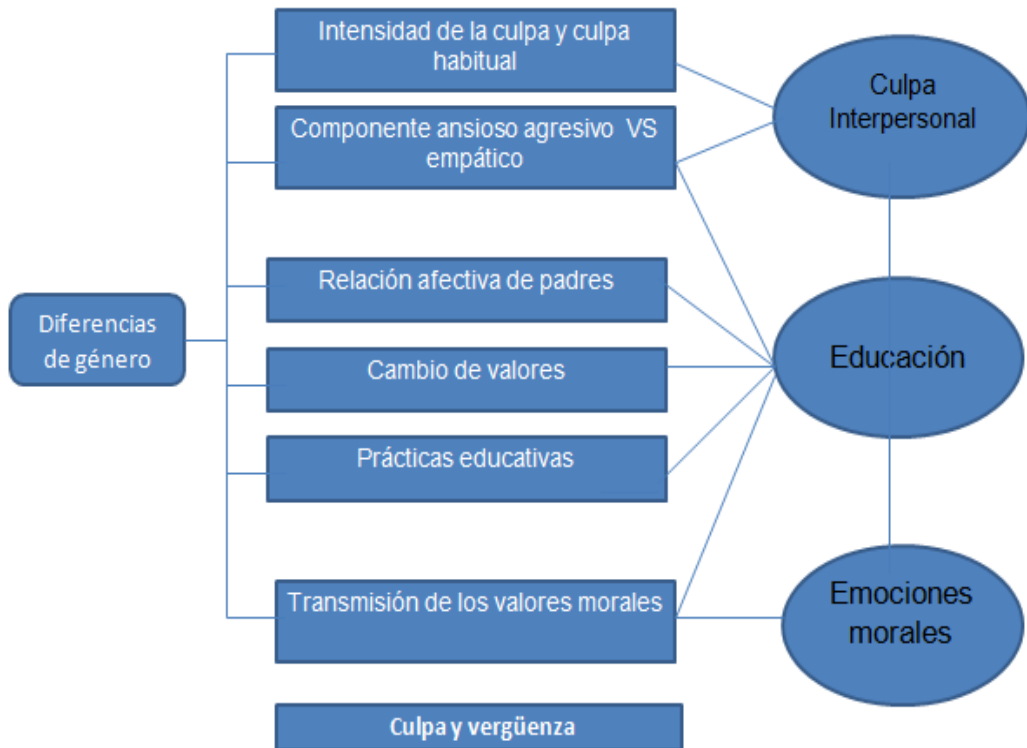 Intensidad de la culpa y culpa
habitual
Componente ansioso agresivo VS
empático
Relación afectiva de padres
Cambio de valores
Prácticas educativas
Transmisión de los valores morales
Culpa y vergüenza
Diferencias
de género
Culpa
Interpersonal
Educación
Emociones
morales